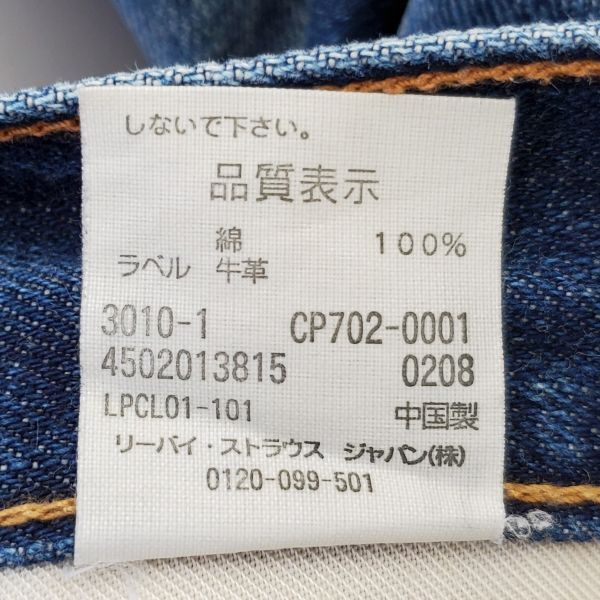 しないで下さい。
品質表示
綿 100%
ラベル 牛革
3010-1 CP702-0001
4502013815 0208
LPCL01-101 中国製
リーバイ・ストラウス ジャパン(株)
0120-099-501